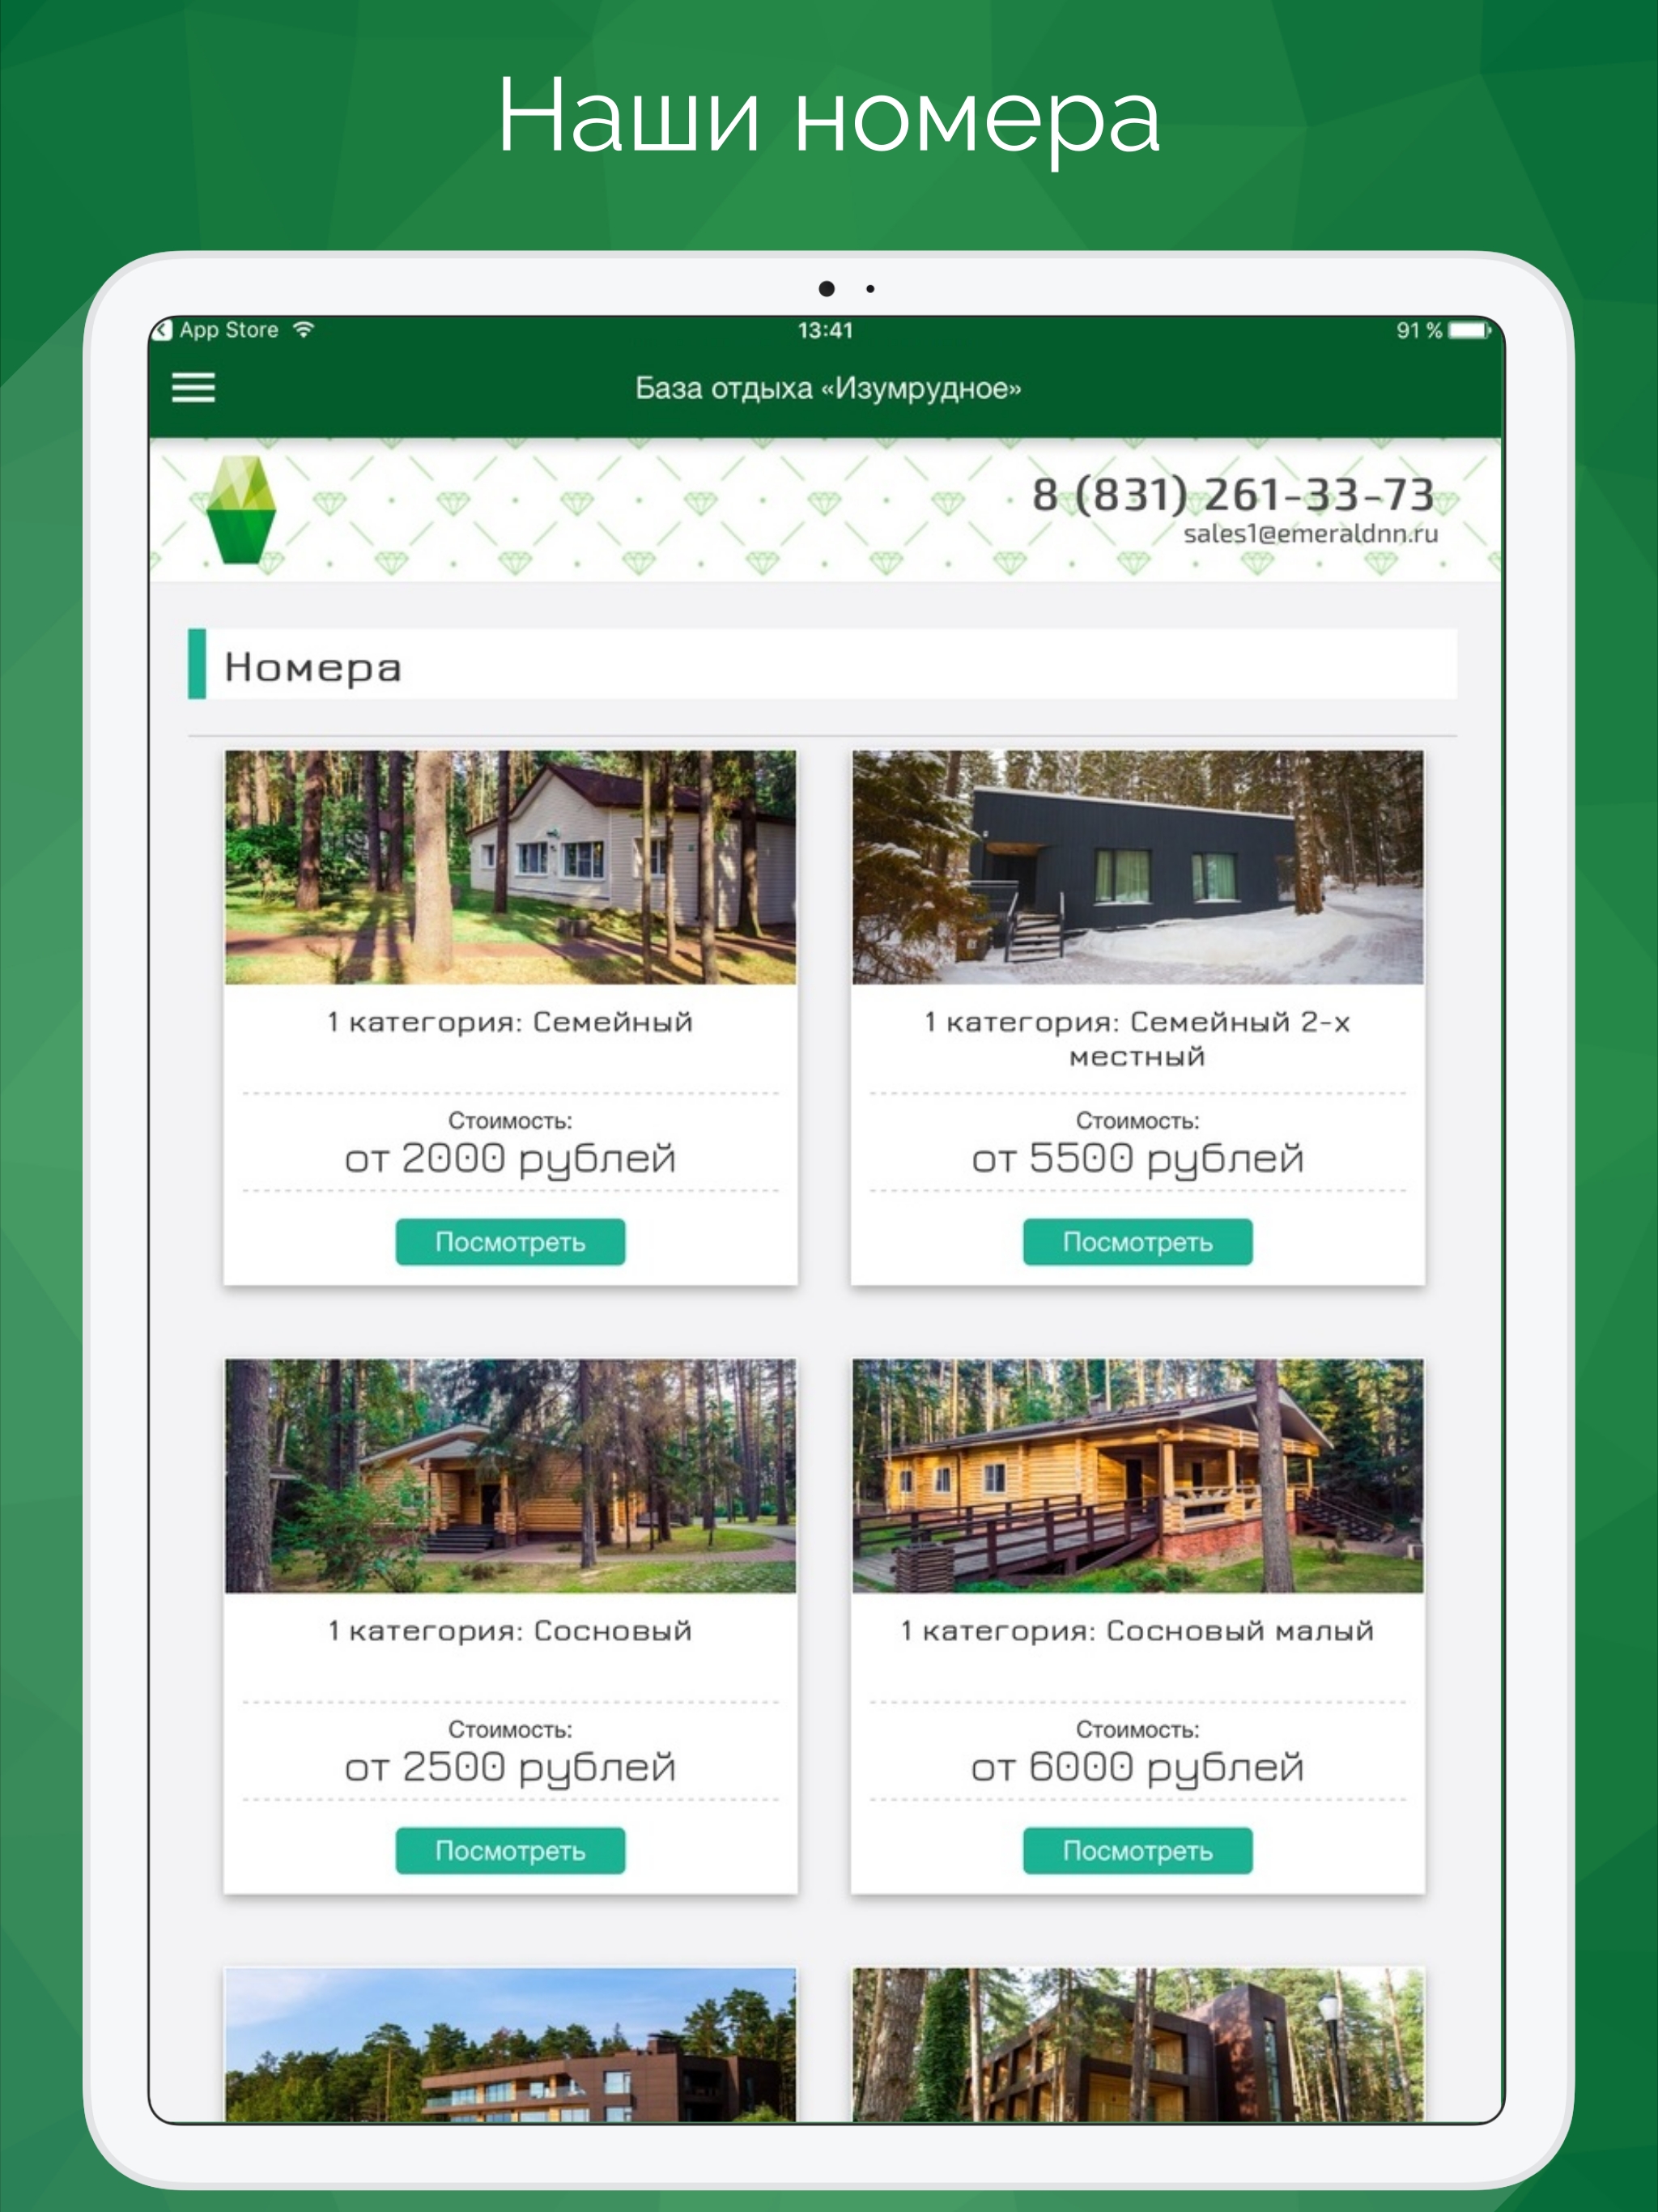 Наши номера
App Store
13:41
91 %
База отдыха «Изумрудное»
8 (831) 261-33-73
sales1@emeraldnn.ru
Номера
1 категория: Семейный
Стоимость:
от 2000 рублей
Посмотреть
1 категория: Семейный 2-х
местный
Стоимость:
от 5500 рублей
Посмотреть
1 категория: Сосновый
Стоимость:
от 2500 рублей
Посмотреть
1 категория: Сосновый малый
Стоимость:
от 6000 рублей
Посмотреть